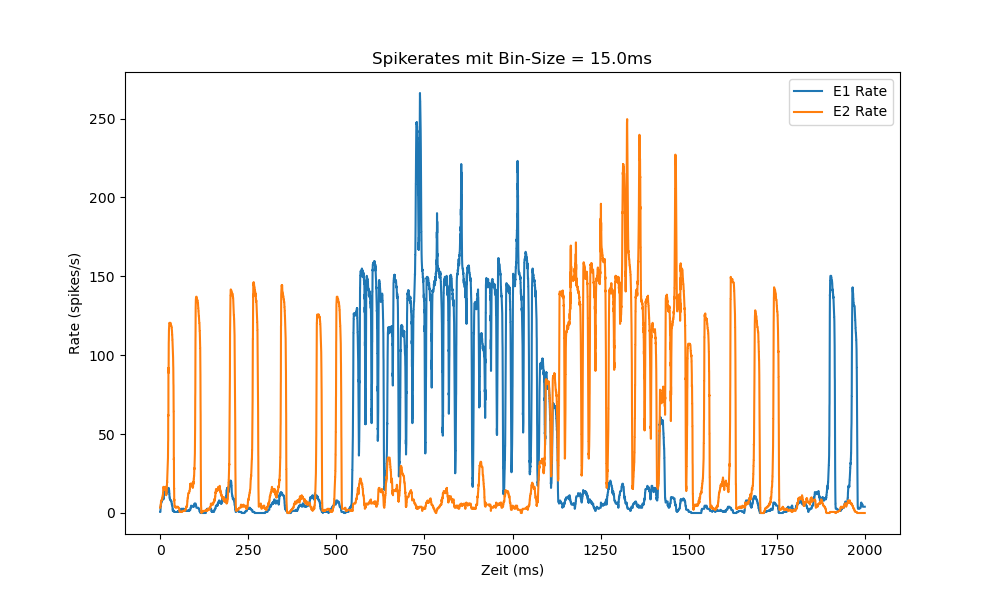 Spikerates mit Bin-Size = 15.0ms
E1 Rate
E2 Rate
250
200
150
100
50
0
Rate (spikes/s)
0 250 500 750 1000 1250 1500 1750 2000
Zeit (ms)